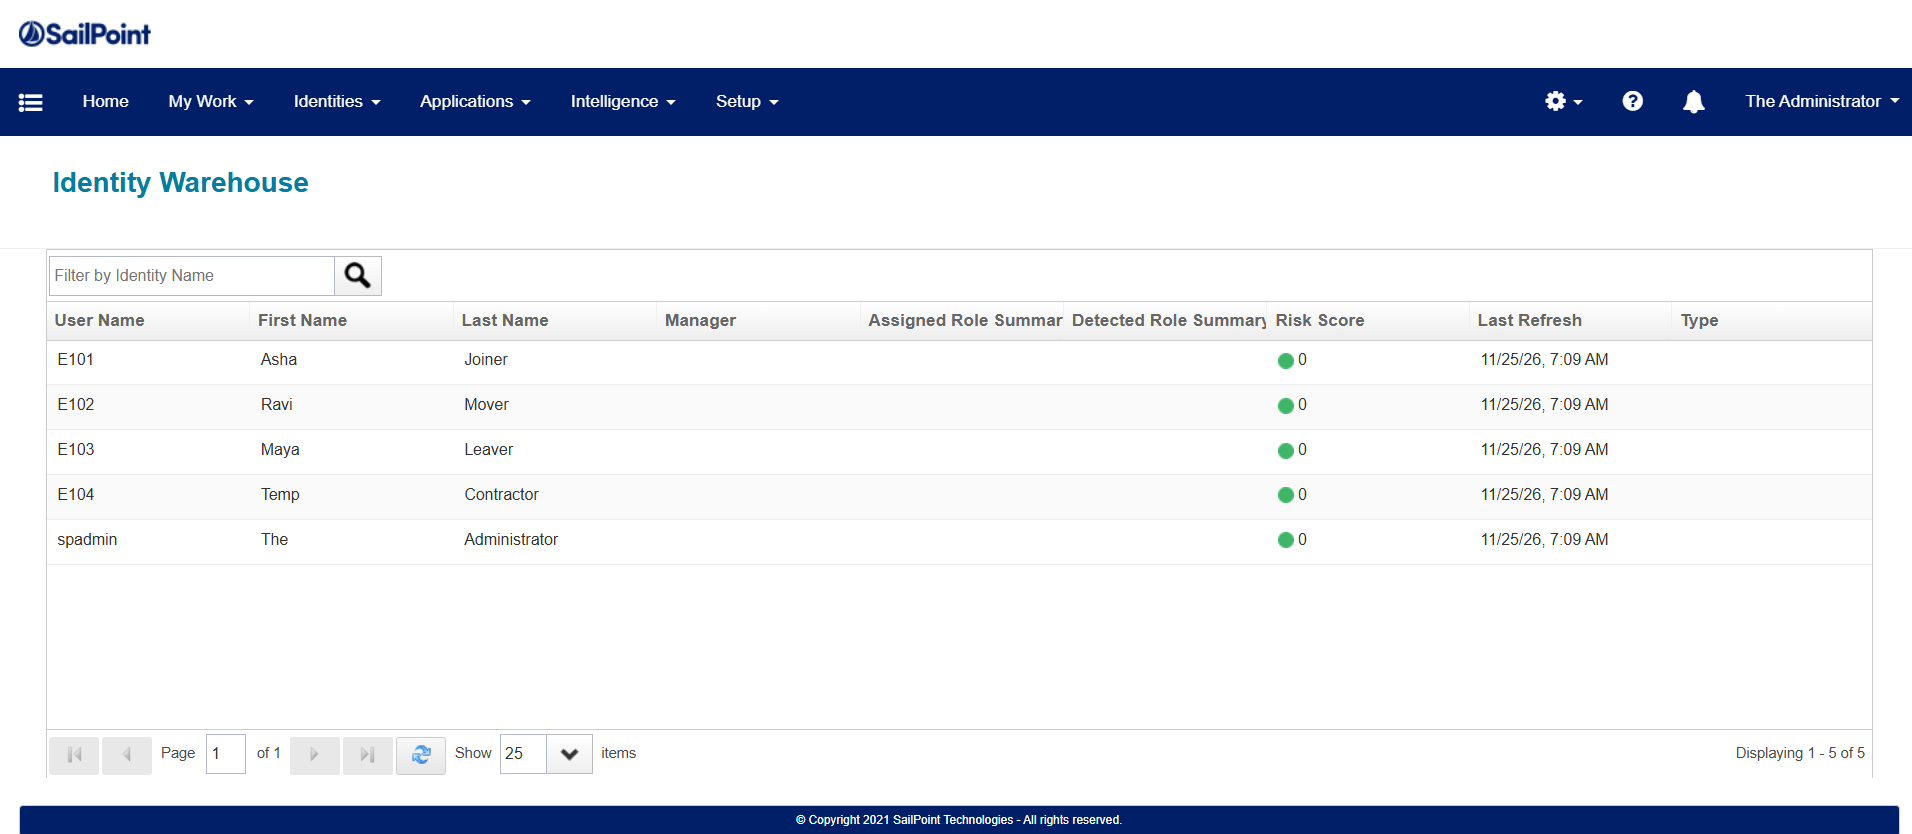 SailPoint
Home My Work Identities Applications Intelligence Setup The Administrator
Identity Warehouse
Filter by Identity Name
User Name First Name Last Name Manager Assigned Role Summar Detected Role Summary Risk Score Last Refresh Type
E101 Asha Joiner 0 11/25/26, 7:09 AM
E102 Ravi Mover 0 11/25/26, 7:09 AM
E103 Maya Leaver 0 11/25/26, 7:09 AM
E104 Temp Contractor 0 11/25/26, 7:09 AM
spadmin The Administrator 0 11/25/26, 7:09 AM
Page 1 of 1 Show 25 items Displaying 1 - 5 of 5
© Copyright 2021 SailPoint Technologies - All rights reserved.